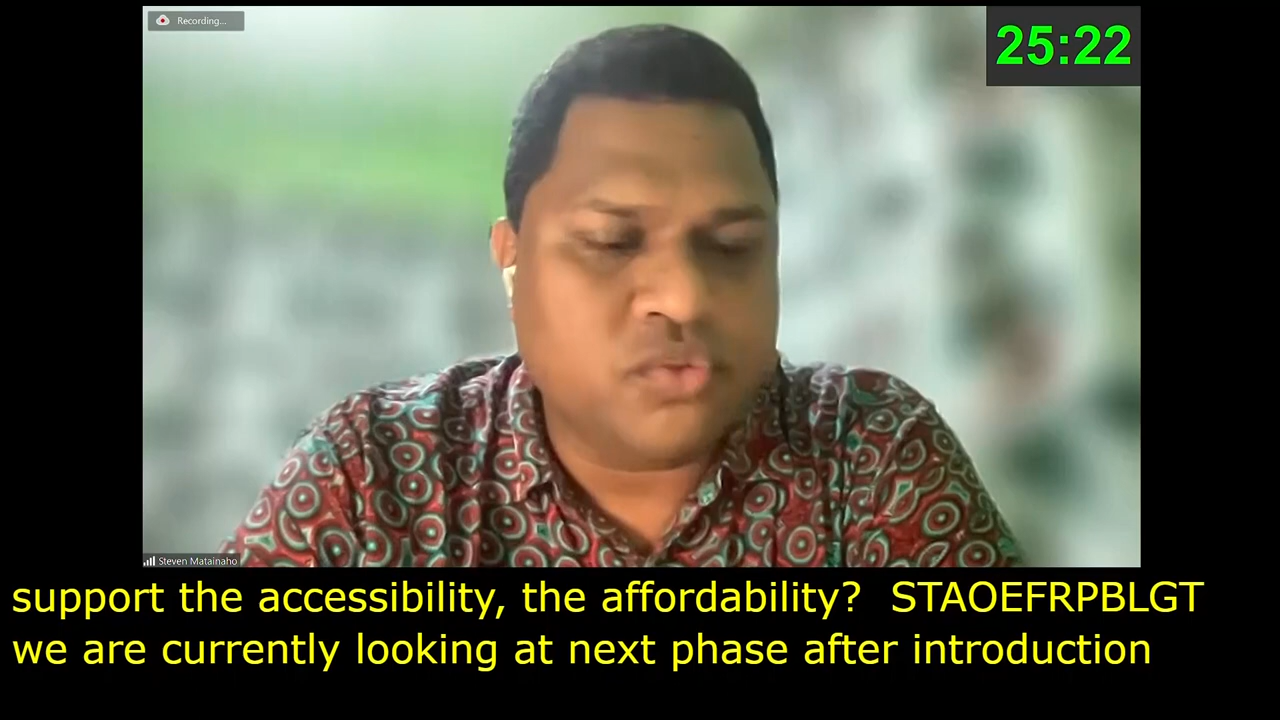 Recording...
25:22
Steven Matainaho
support the accessibility, the affordability?  STAOEFRPBLGT
we are currently looking at next phase after introduction